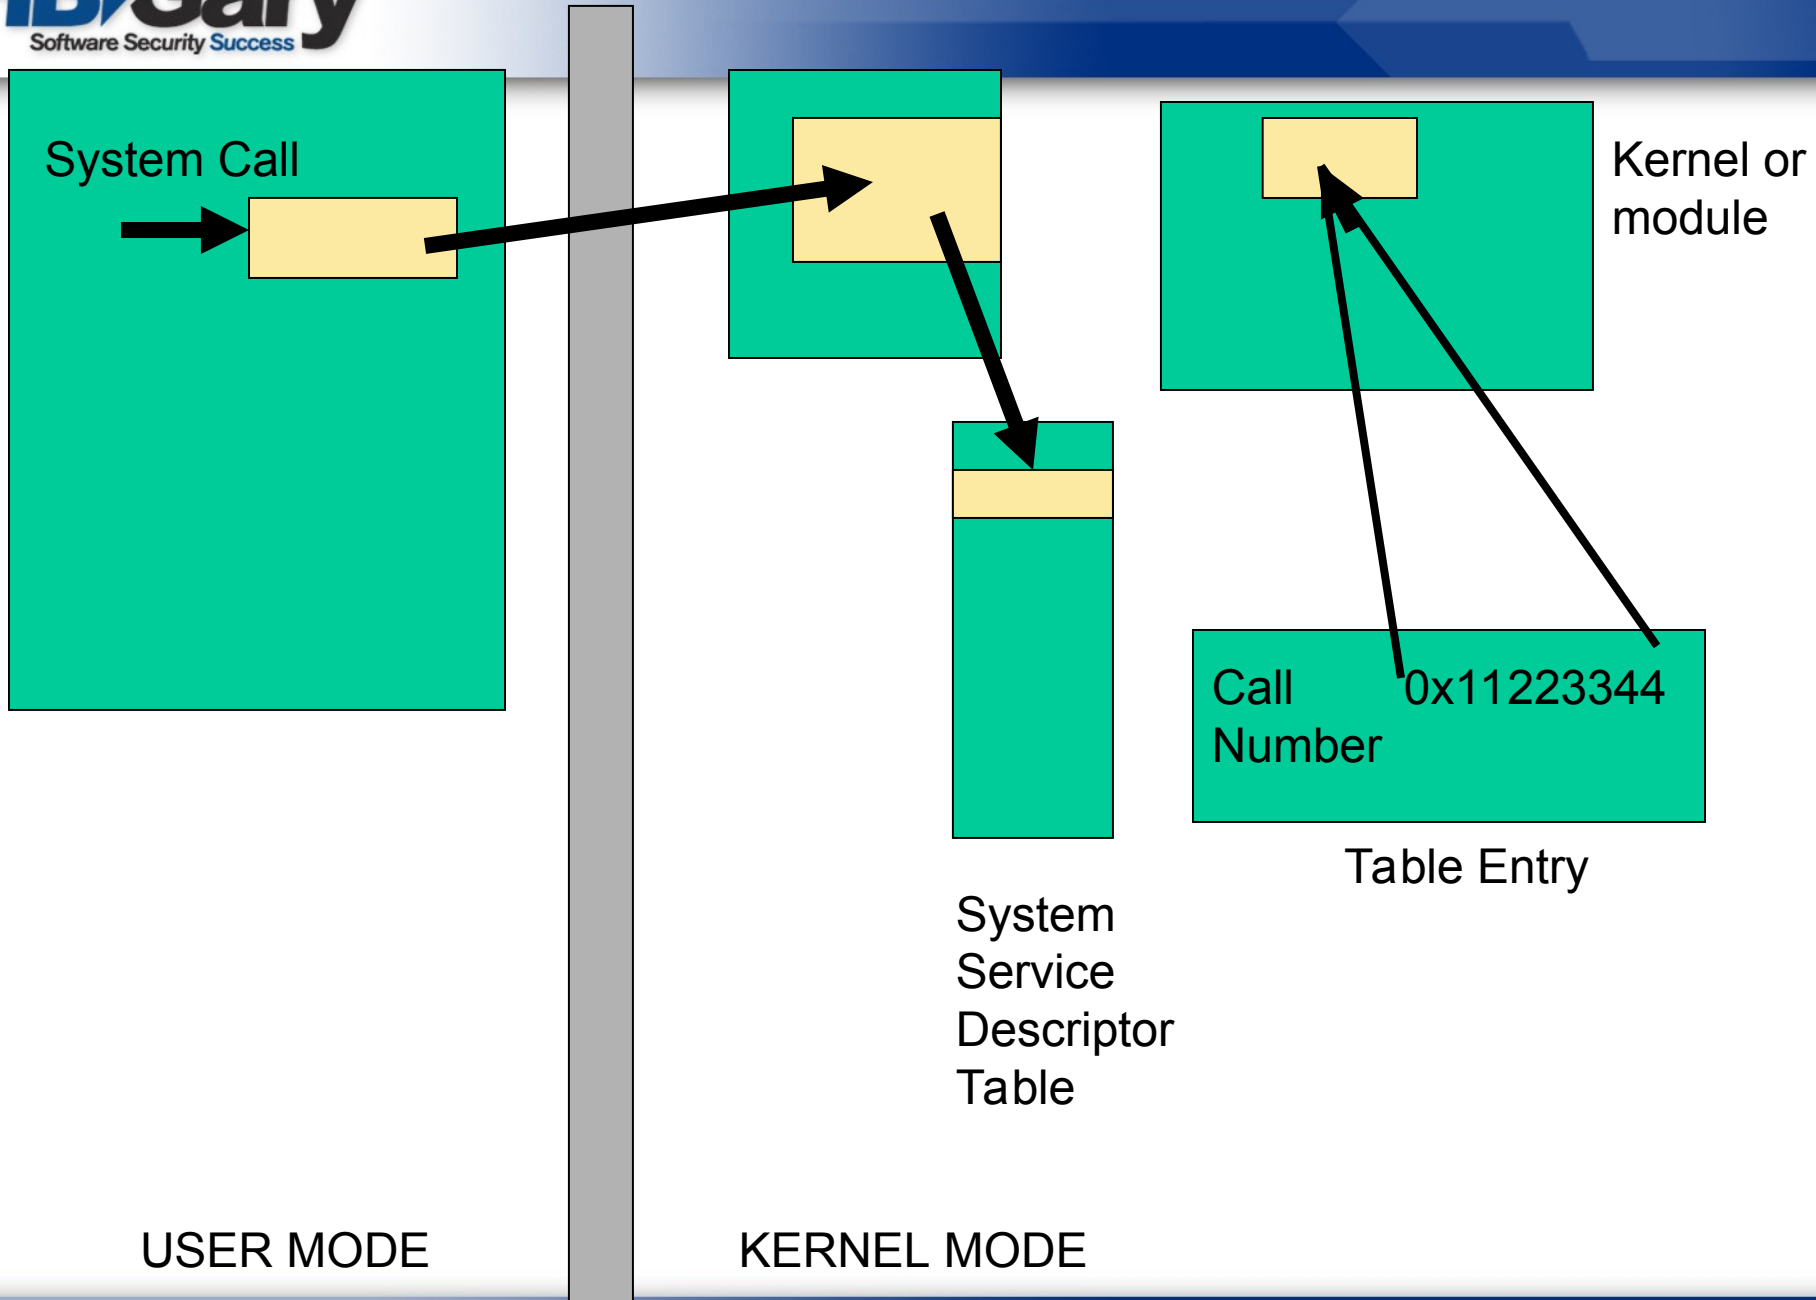 Software Security Success
System Call
Kernel or
module
Call 0x11223344
Number
Table Entry
System
Service
Descriptor
Table
USER MODE
KERNEL MODE